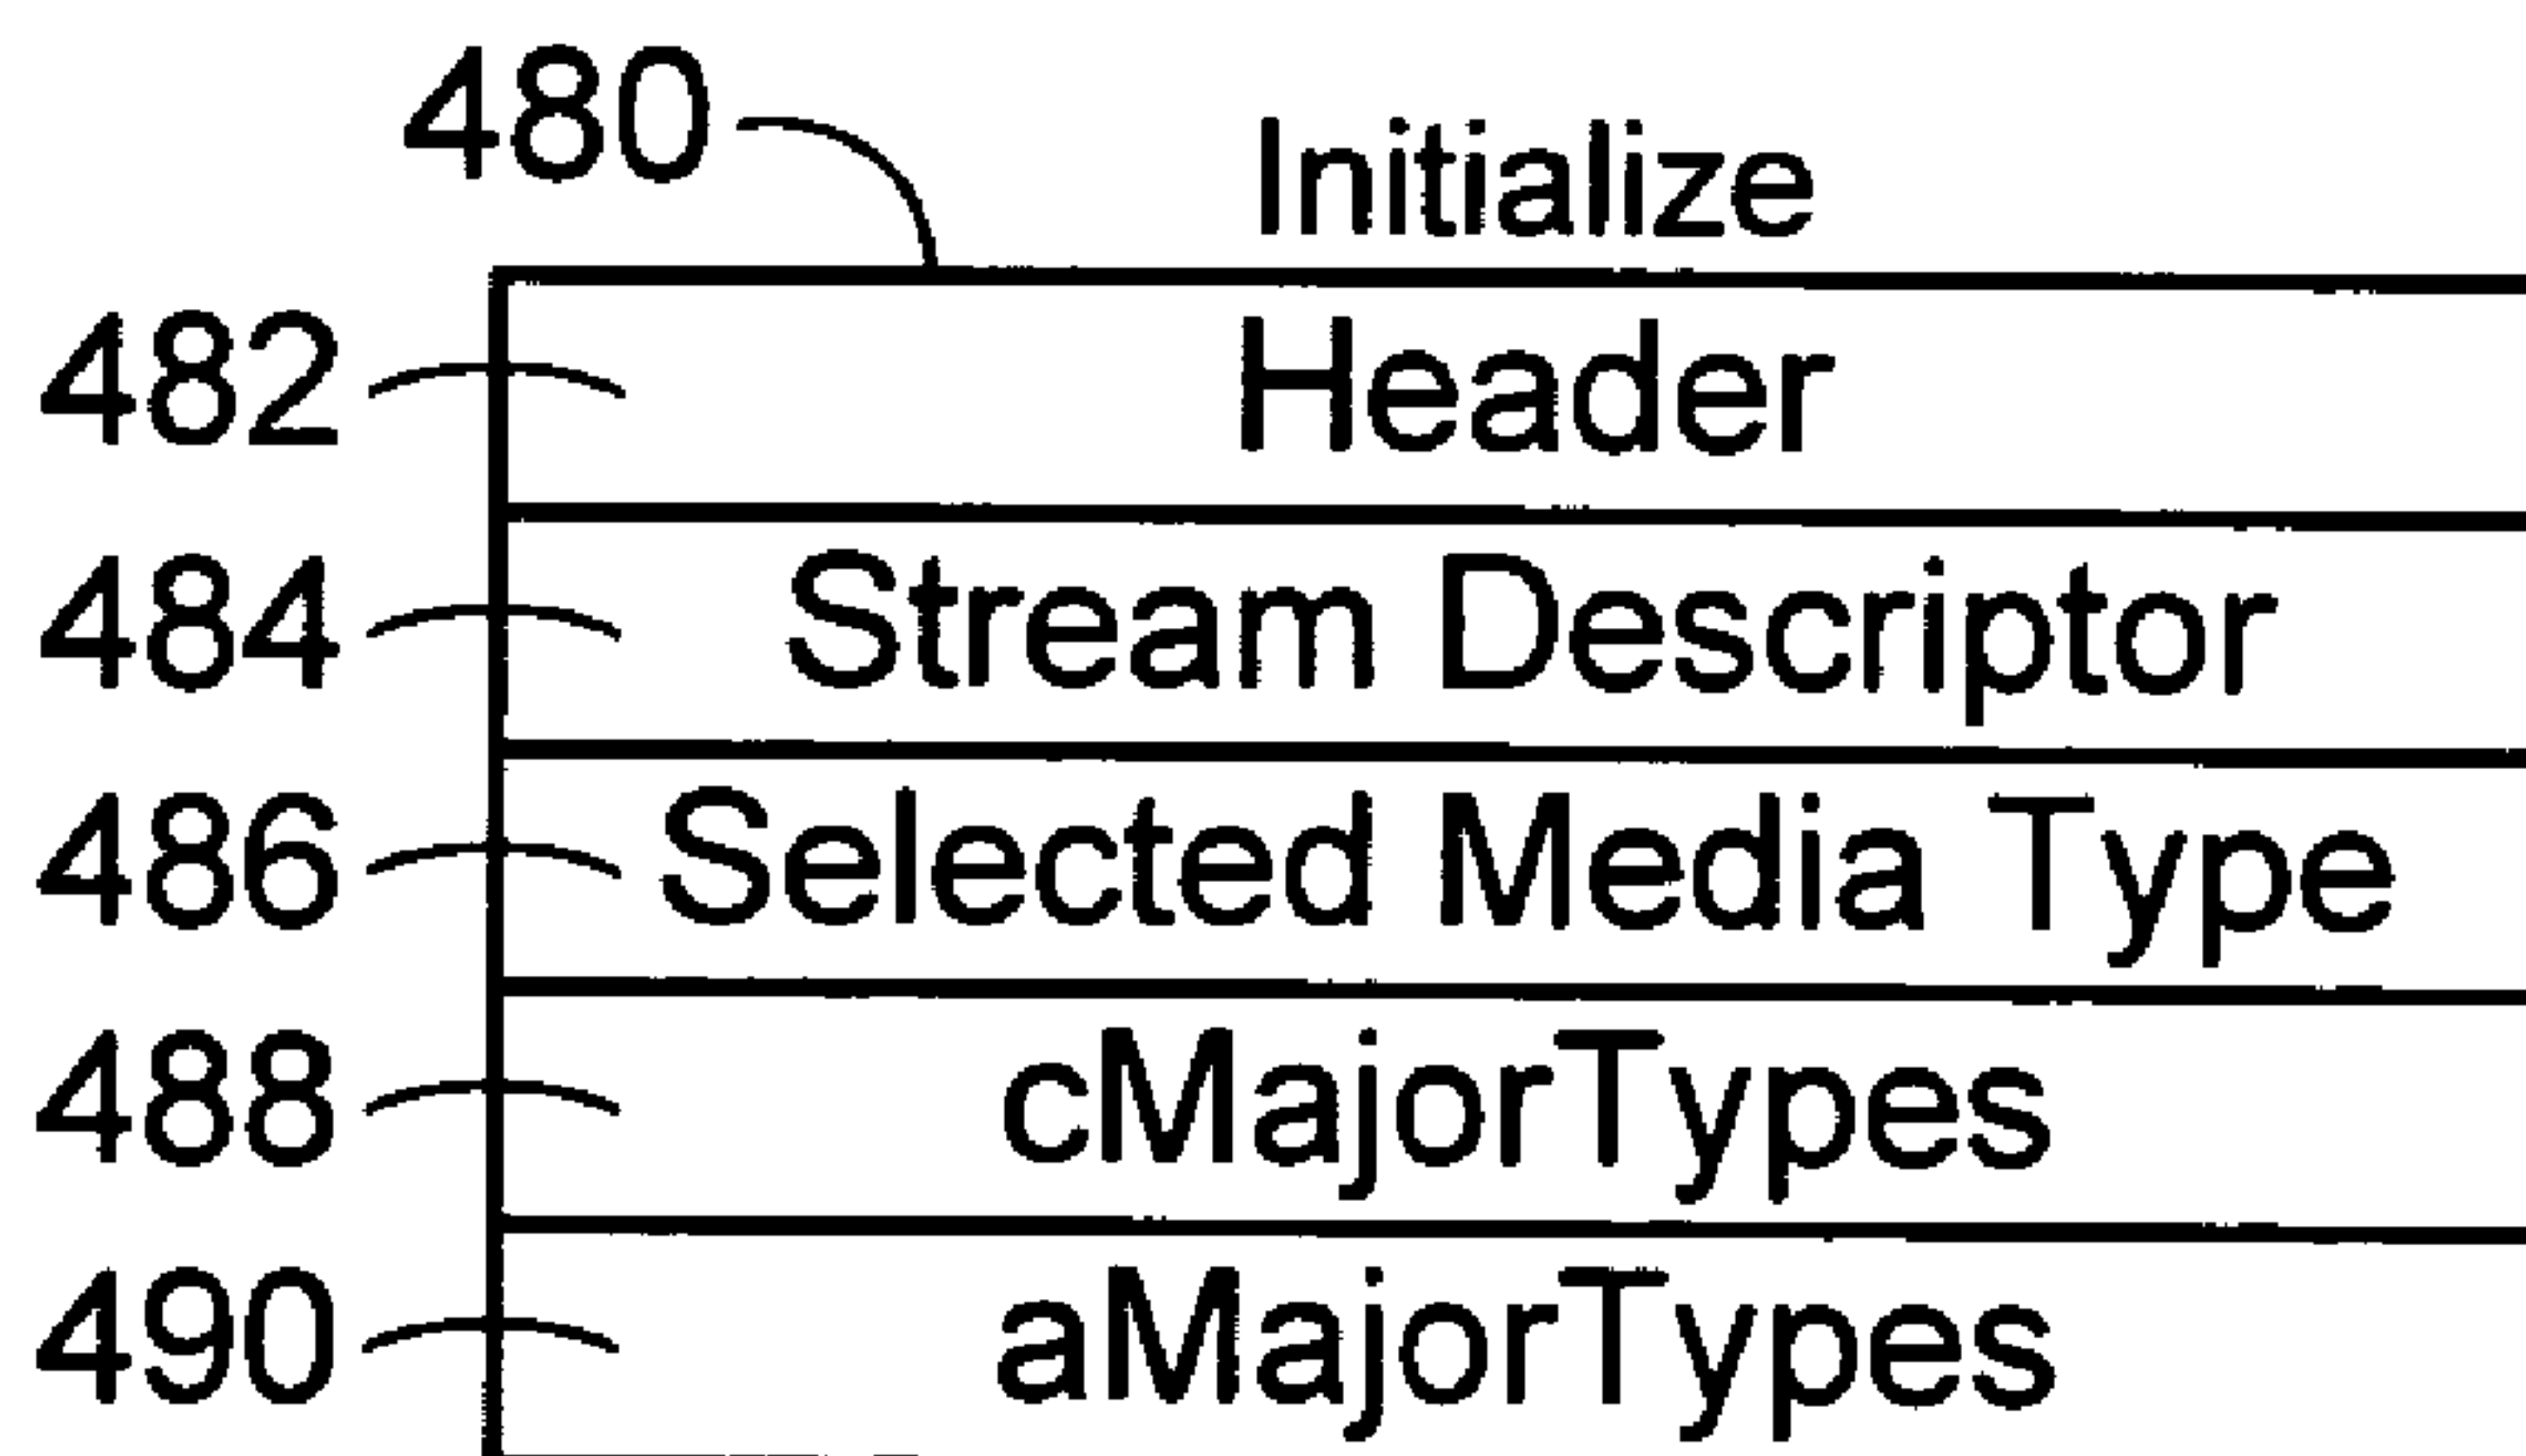 480 Initialize
482 Header
484 Stream Descriptor
486 Selected Media Type
488 cMajorTypes
490 aMajorTypes